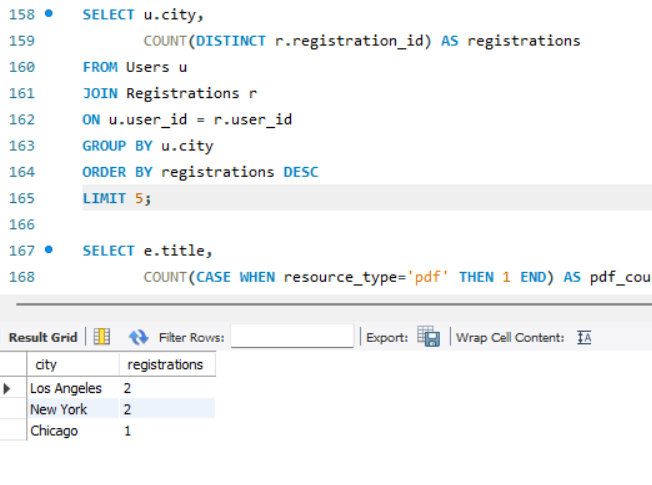 158 SELECT u.city,
159 COUNT(DISTINCT r.registration_id) AS registrations
160 FROM Users u
161 JOIN Registrations r
162 ON u.user_id = r.user_id
163 GROUP BY u.city
164 ORDER BY registrations DESC
165 LIMIT 5;
166
167 SELECT e.title,
168 COUNT(CASE WHEN resource_type='pdf' THEN 1 END) AS pdf_cou
Result Grid Filter Rows: Export: Wrap Cell Content: IA
city registrations
Los Angeles 2
New York 2
Chicago 1